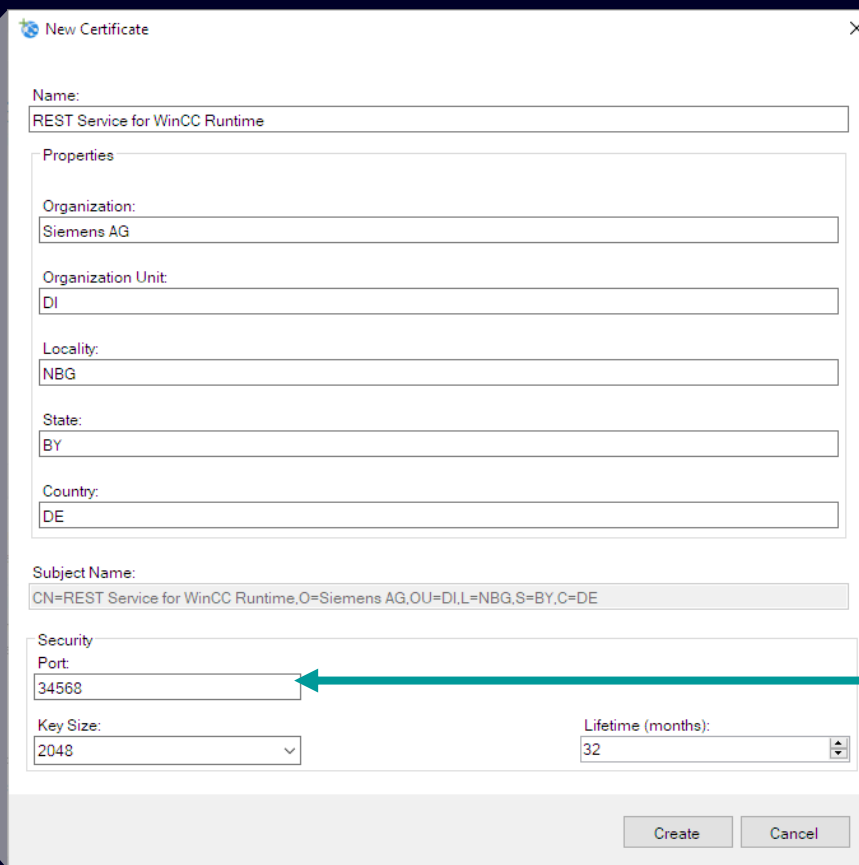 New Certificate
Name:
REST Service for WinCC Runtime
Properties
Organization:
Siemens AG
Organization Unit:
DI
Locality:
NBG
State:
BY
Country:
DE
Subject Name:
CN=REST Service for WinCC Runtime,O=Siemens AG,OU=DI,L=NBG,S=BY,C=DE
Security
Port:
34568
Key Size:
2048
Lifetime (months):
32
Create
Cancel